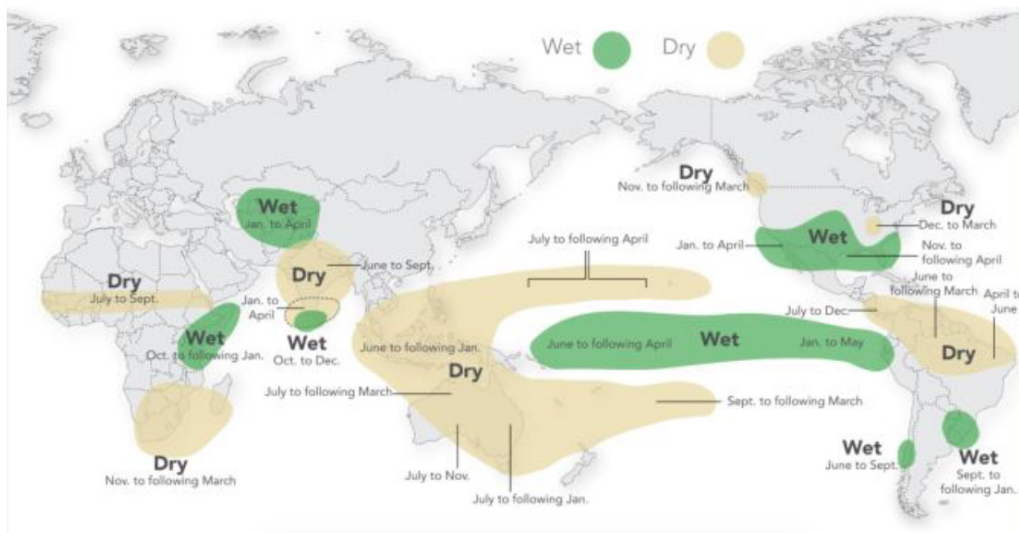 Wet
Dry
Dry
Nov. to following March
Dry
Dec. to March
Wet
Jan. to April
July to following April
Jan. to April
Wet
Nov. to
following April
Dry
June to Sept.
June to
following March
April to
June
Dry
July to Sept.
Jan. to
April
July to Dec.
Wet
Oct. to following Jan.
Wet
Oct. to Dec.
June to following Jan.
Dry
June to following April
Wet
Jan. to May
Dry
July to following March
Sept. to following March
Dry
Nov. to following March
July to Nov.
July to following Jan.
Wet
June to Sept.
Wet
Sept. to
following Jan.